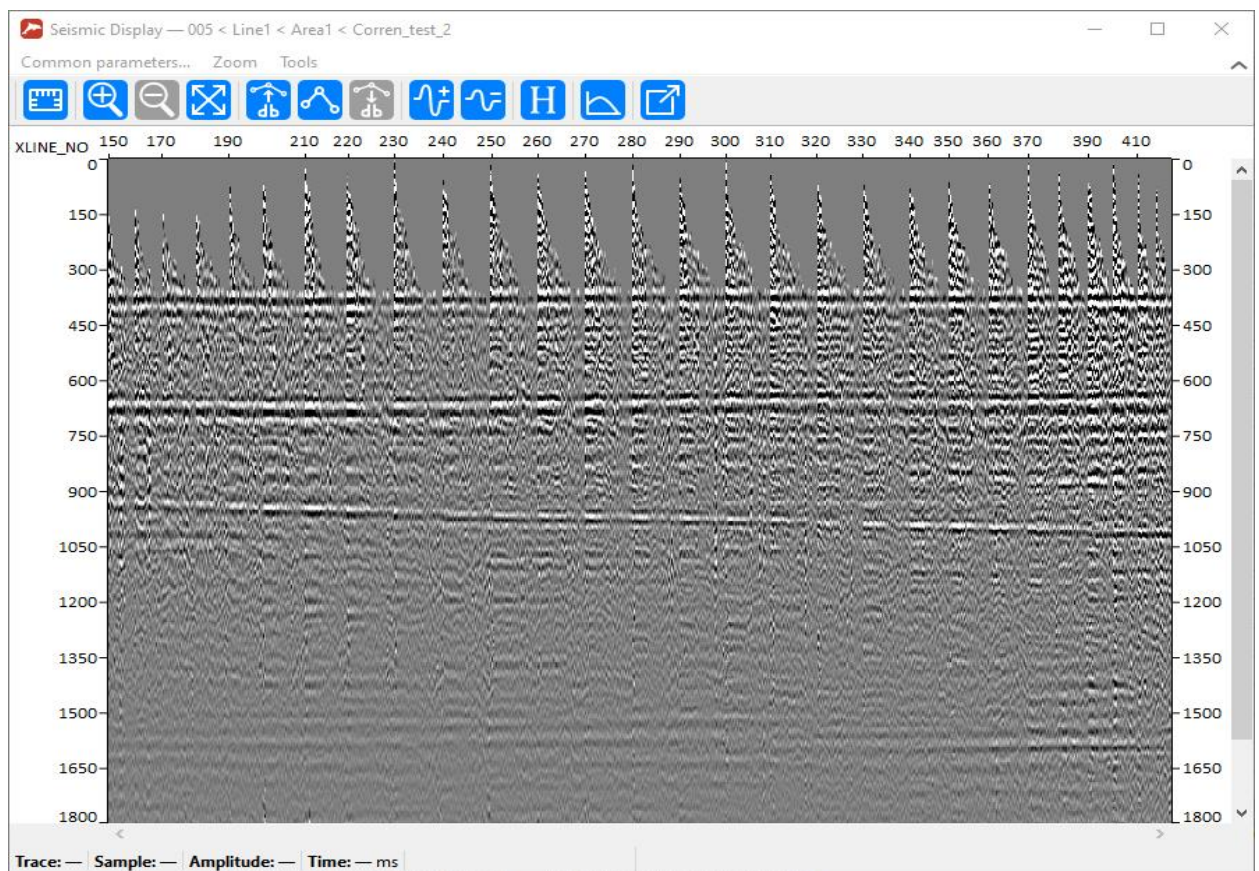 Seismic Display — 005 < Line1 < Area1 < Corren_test_2
Common parameters... Zoom Tools
H
XLINE_NO 150 170 190 210 220 230 240 250 260 270 280 290 300 310 320 330 340 350 360 370 390 410
0 0
150 150
300 300
450 450
600 600
750 750
900 900
1050 1050
1200 1200
1350 1350
1500 1500
1650 1650
1800 1800
Trace: — Sample: — Amplitude: — Time: — ms